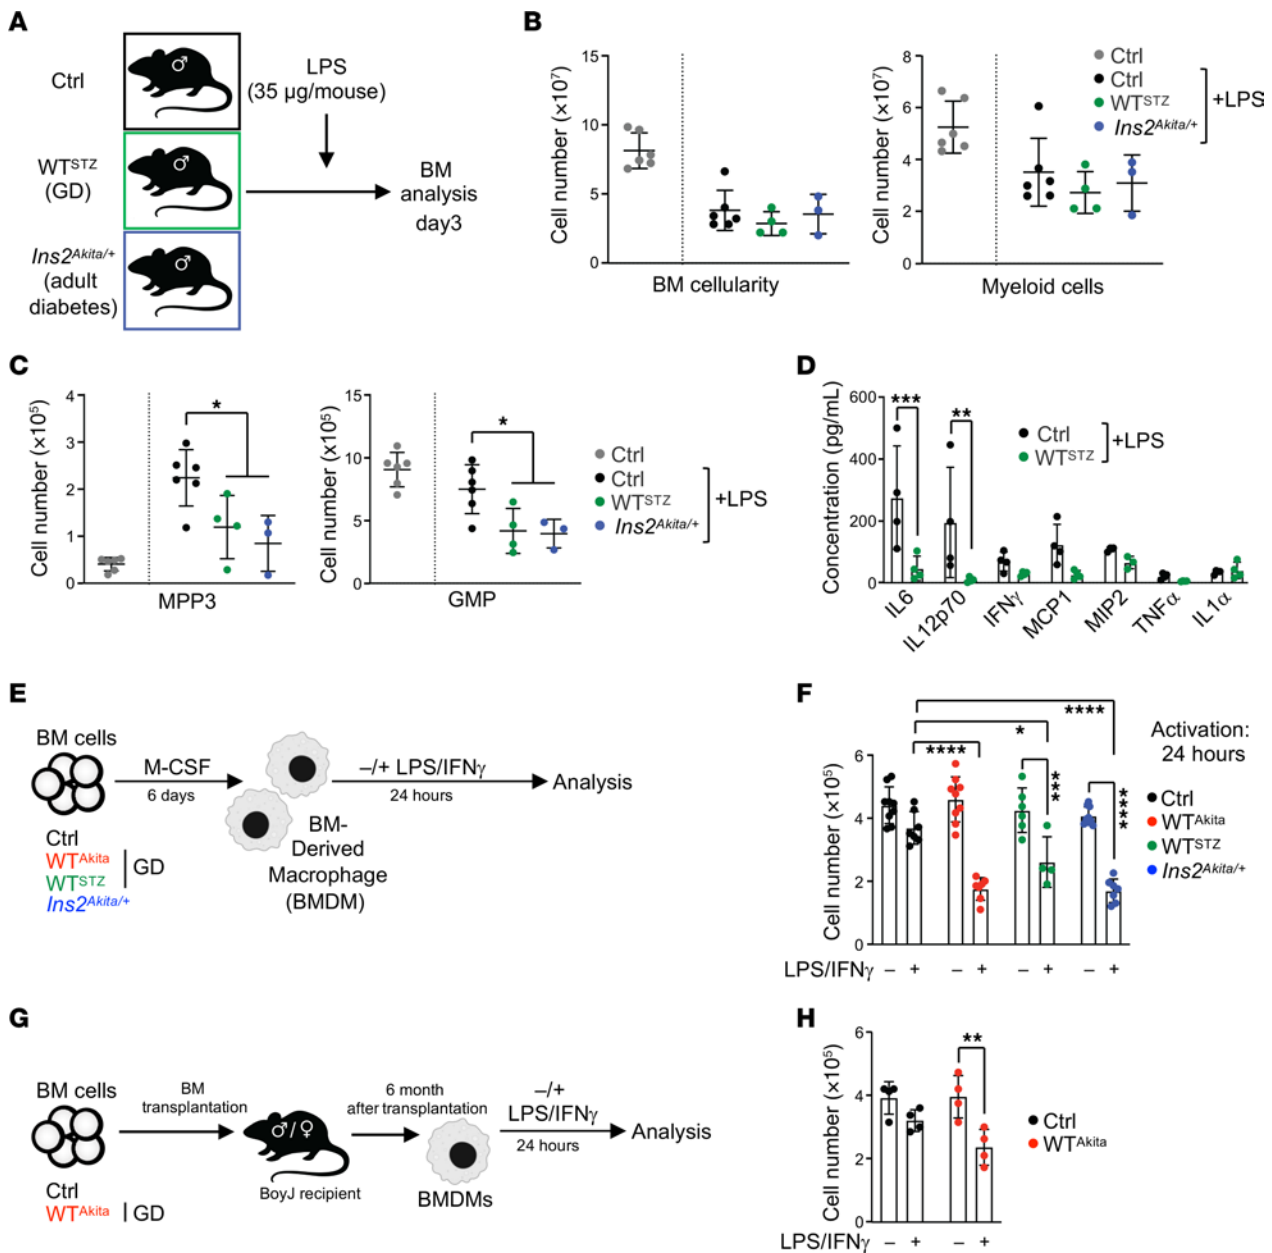 A
Ctrl
♂
LPS
(35 µg/mouse)
WTSTZ
(GD)
♂
BM
analysis
day3
Ins2Akita/+
(adult
diabetes)
♂
B
Cell number (×10⁷)
15
10
5
0
BM cellularity
Cell number (×10⁷)
8
6
4
2
0
Myeloid cells
Ctrl
Ctrl
WTSTZ
Ins2Akita/+
+LPS
C
Cell number (×10⁵)
4
3
2
1
0
*
MPP3
Cell number (×10⁵)
15
10
5
0
*
GMP
Ctrl
Ctrl
WTSTZ
Ins2Akita/+
+LPS
D
Concentration (pg/mL)
600
400
200
0
***
**
Ctrl
WTSTZ
+LPS
IL6
IL12p70
IFNγ
MCP1
MIP2
TNFα
IL1α
E
BM cells
M-CSF
6 days
–/+ LPS/IFNγ
24 hours
Analysis
Ctrl
WTAkita
WTSTZ
GD
Ins2Akita/+
BM-
Derived
Macrophage
(BMDM)
F
Cell number (×10⁵)
6
4
2
0
****
*
****
***
****
Activation:
24 hours
Ctrl
WTAkita
WTSTZ
Ins2Akita/+
LPS/IFNγ – + – + – + – +
G
BM cells
BM
transplantation
♂/♀
BoyJ recipient
6 month
after transplantation
BMDMs
–/+
LPS/IFNγ
24 hours
Analysis
Ctrl
WTAkita
GD
H
Cell number (×10⁵)
6
4
2
0
**
Ctrl
WTAkita
LPS/IFNγ – + – +